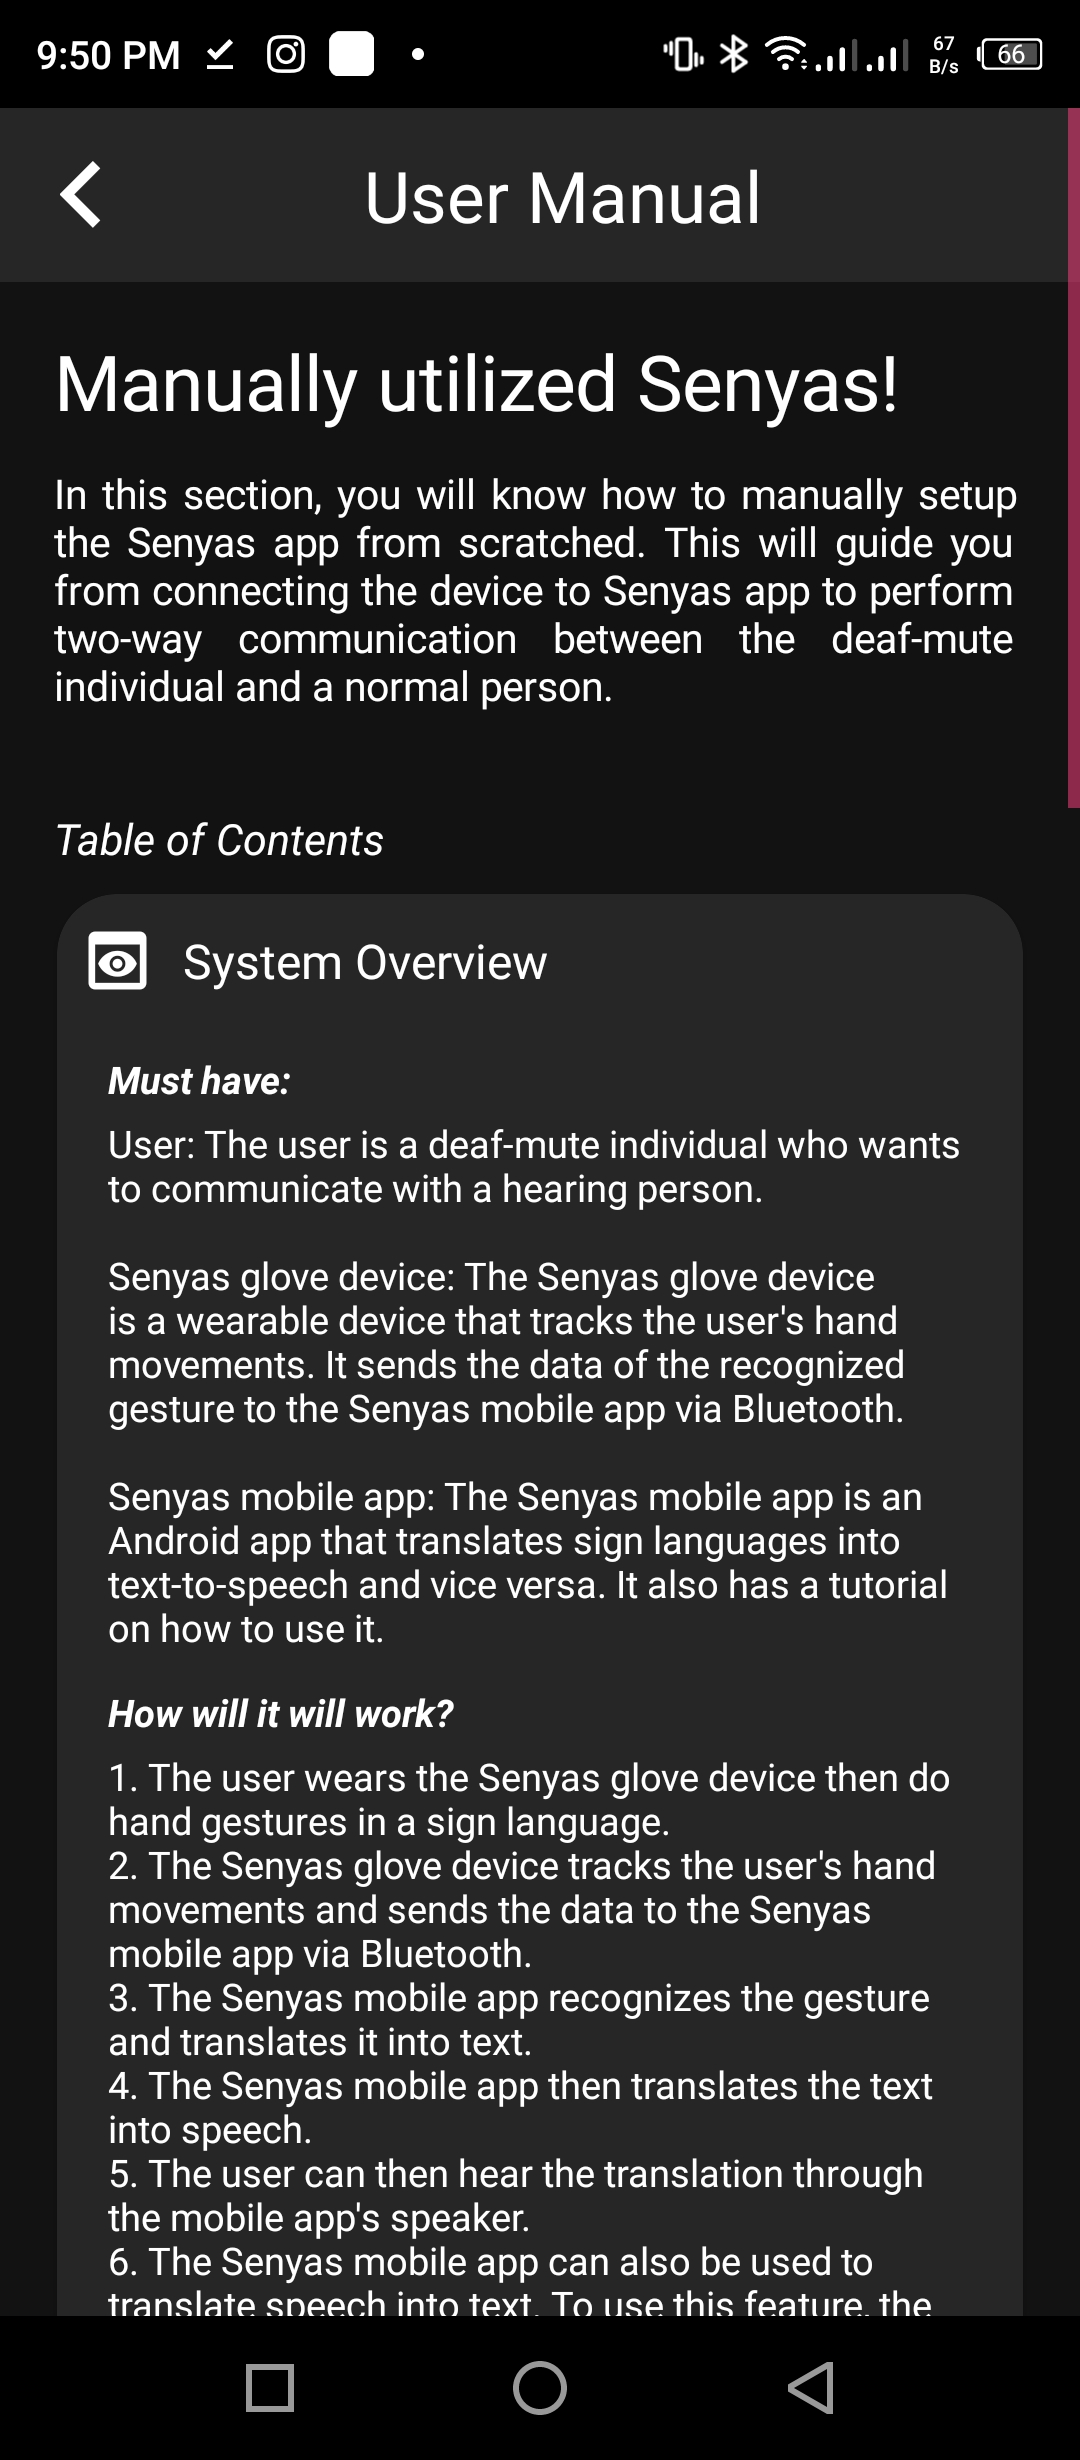 9:50 PM
67
B/s
66
User Manual
Manually utilized Senyas!
In this section, you will know how to manually setup
the Senyas app from scratched. This will guide you
from connecting the device to Senyas app to perform
two-way communication between the deaf-mute
individual and a normal person.
Table of Contents
System Overview
Must have:
User: The user is a deaf-mute individual who wants
to communicate with a hearing person.
Senyas glove device: The Senyas glove device
is a wearable device that tracks the user's hand
movements. It sends the data of the recognized
gesture to the Senyas mobile app via Bluetooth.
Senyas mobile app: The Senyas mobile app is an
Android app that translates sign languages into
text-to-speech and vice versa. It also has a tutorial
on how to use it.
How will it will work?
1. The user wears the Senyas glove device then do
hand gestures in a sign language.
2. The Senyas glove device tracks the user's hand
movements and sends the data to the Senyas
mobile app via Bluetooth.
3. The Senyas mobile app recognizes the gesture
and translates it into text.
4. The Senyas mobile app then translates the text
into speech.
5. The user can then hear the translation through
the mobile app's speaker.
6. The Senyas mobile app can also be used to
translate speech into text. To use this feature, the